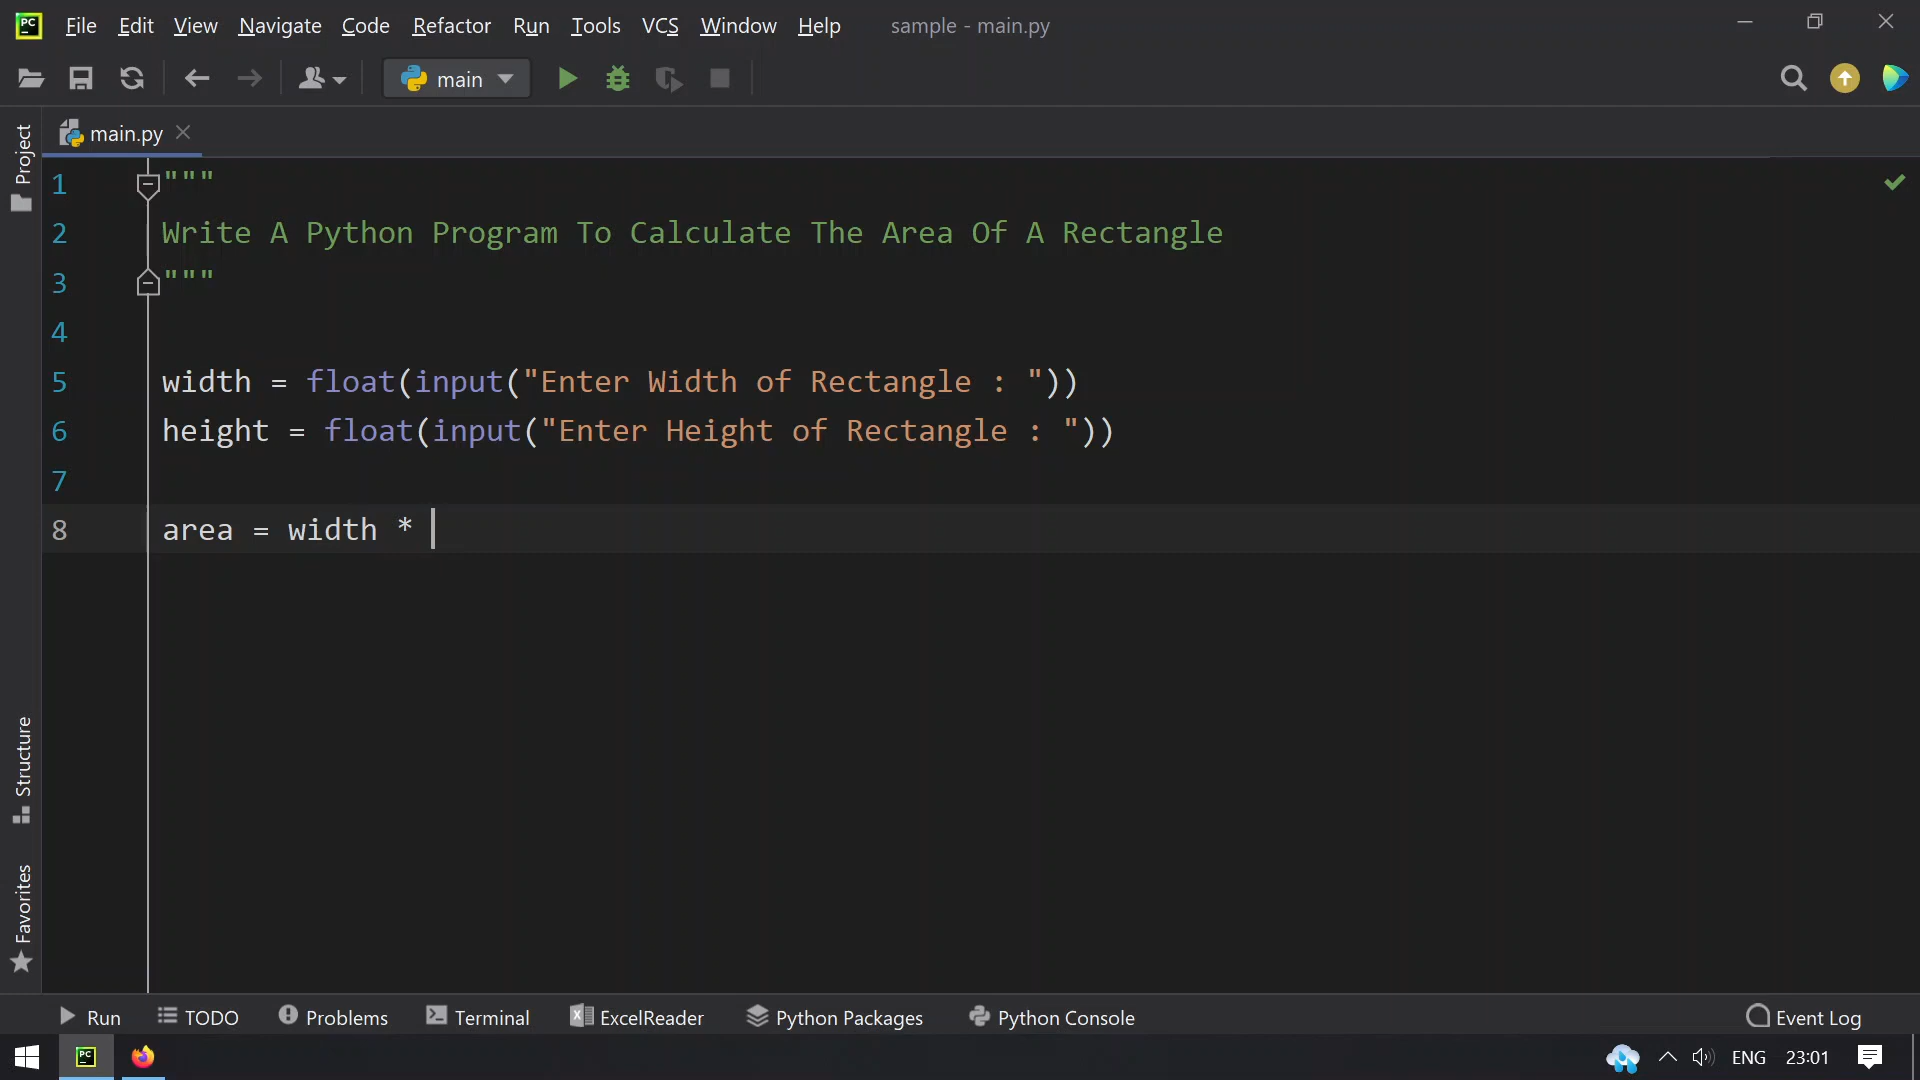 PC File Edit View Navigate Code Refactor Run Tools VCS Window Help sample - main.py
main
main.py
Project
Structure
Favorites
1 """
2 Write A Python Program To Calculate The Area Of A Rectangle
3 """
4
5 width = float(input("Enter Width of Rectangle : "))
6 height = float(input("Enter Height of Rectangle : "))
7
8 area = width *
Run TODO Problems Terminal ExcelReader Python Packages Python Console Event Log
PC ENG 23:01